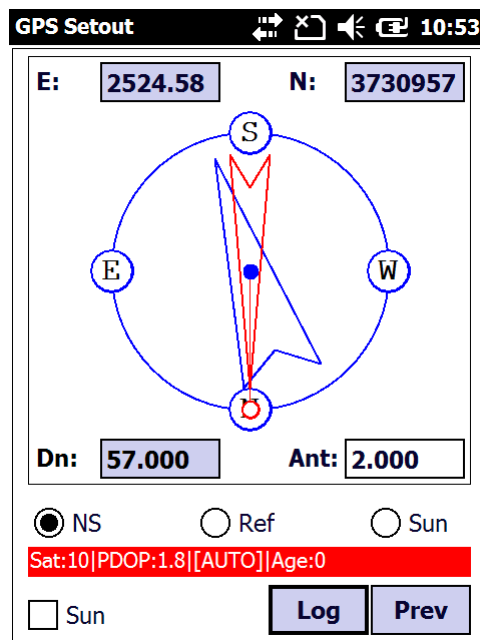 GPS Setout 10:53
E: 2524.58 N: 3730957
S
E W
N
Dn: 57.000 Ant: 2.000
NS Ref Sun
Sat:10|PDOP:1.8|[AUTO]|Age:0
Sun Log Prev